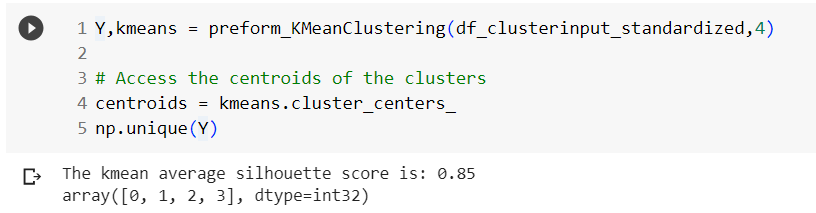 1 Y,kmeans = preform_KMeanClustering(df_clusterinput_standardized,4)
2
3 # Access the centroids of the clusters
4 centroids = kmeans.cluster_centers_
5 np.unique(Y)
The kmean average silhouette score is: 0.85
array([0, 1, 2, 3], dtype=int32)